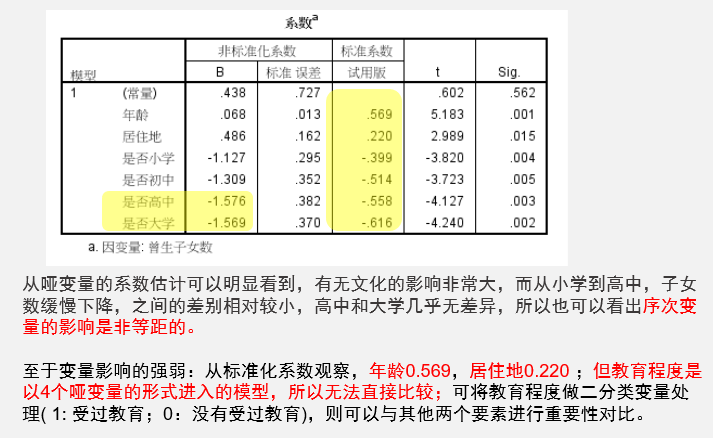 系数a
非标准化系数 标准系数
模型 B 标准 误差 试用版 t Sig.
1 (常量) .438 .727 .602 .562
年龄 .068 .013 .569 5.183 .001
居住地 .486 .162 .220 2.989 .015
是否小学 -1.127 .295 -.399 -3.820 .004
是否初中 -1.309 .352 -.514 -3.723 .005
是否高中 -1.576 .382 -.558 -4.127 .003
是否大学 -1.569 .370 -.616 -4.240 .002
a. 因变量: 曾生子女数
从哑变量的系数估计可以明显看到，有无文化的影响非常大，而从小学到高中，子女
数缓慢下降，之间的差别相对较小，高中和大学几乎无差异，所以也可以看出序次变
量的影响是非等距的。
至于变量影响的强弱：从标准化系数观察，年龄0.569，居住地0.220 ；但教育程度是
以4个哑变量的形式进入的模型，所以无法直接比较；可将教育程度做二分类变量处
理( 1: 受过教育；0：没有受过教育)，则可以与其他两个要素进行重要性对比。